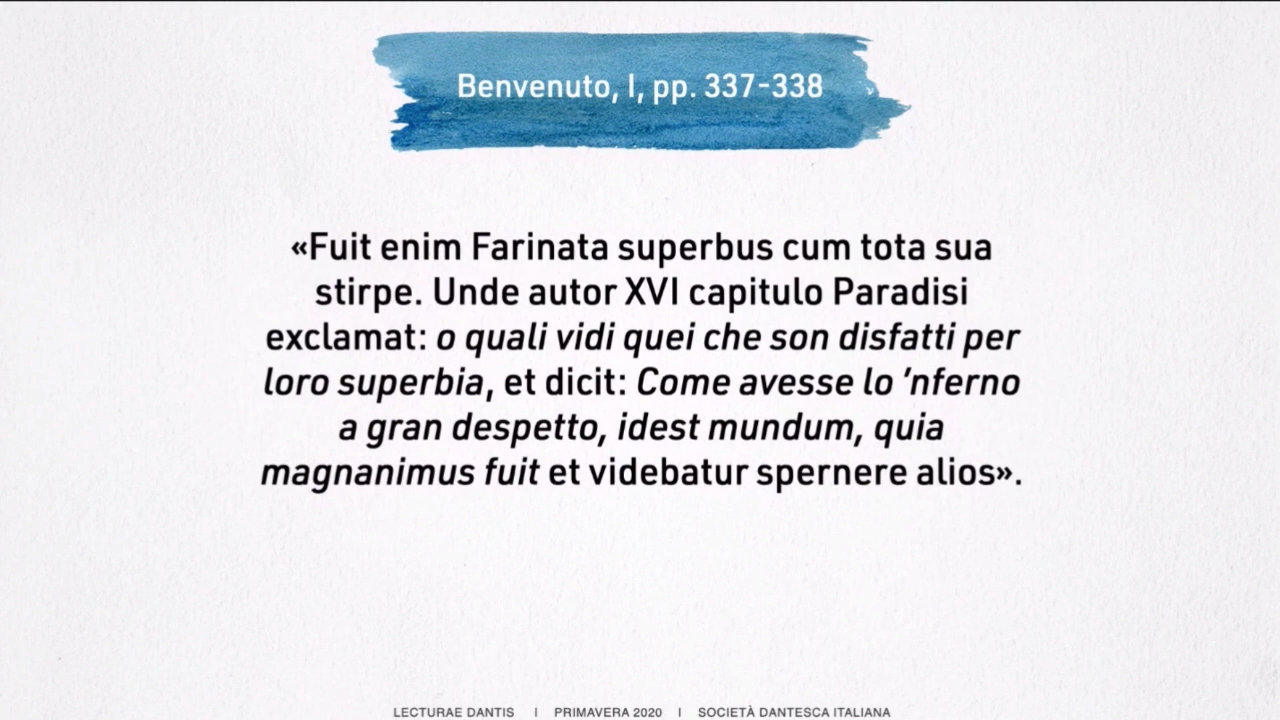 Benvenuto, I, pp. 337-338
«Fuit enim Farinata superbus cum tota sua
stirpe. Unde autor XVI capitulo Paradisi
exclamat: o quali vidi quei che son disfatti per
loro superbia, et dicit: Come avesse lo ’nferno
a gran despetto, idest mundum, quia
magnanimus fuit et videbatur spernere alios».
LECTURAE DANTIS | PRIMAVERA 2020 | SOCIETÀ DANTESCA ITALIANA